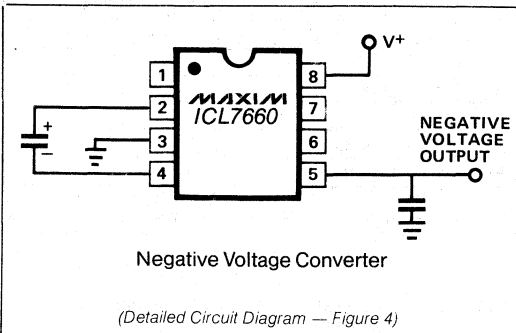 V+
1
8
MAXIM
ICL7660
2
7
3
6
4
5
+
−
NEGATIVE
VOLTAGE
OUTPUT
Negative Voltage Converter
(Detailed Circuit Diagram — Figure 4)